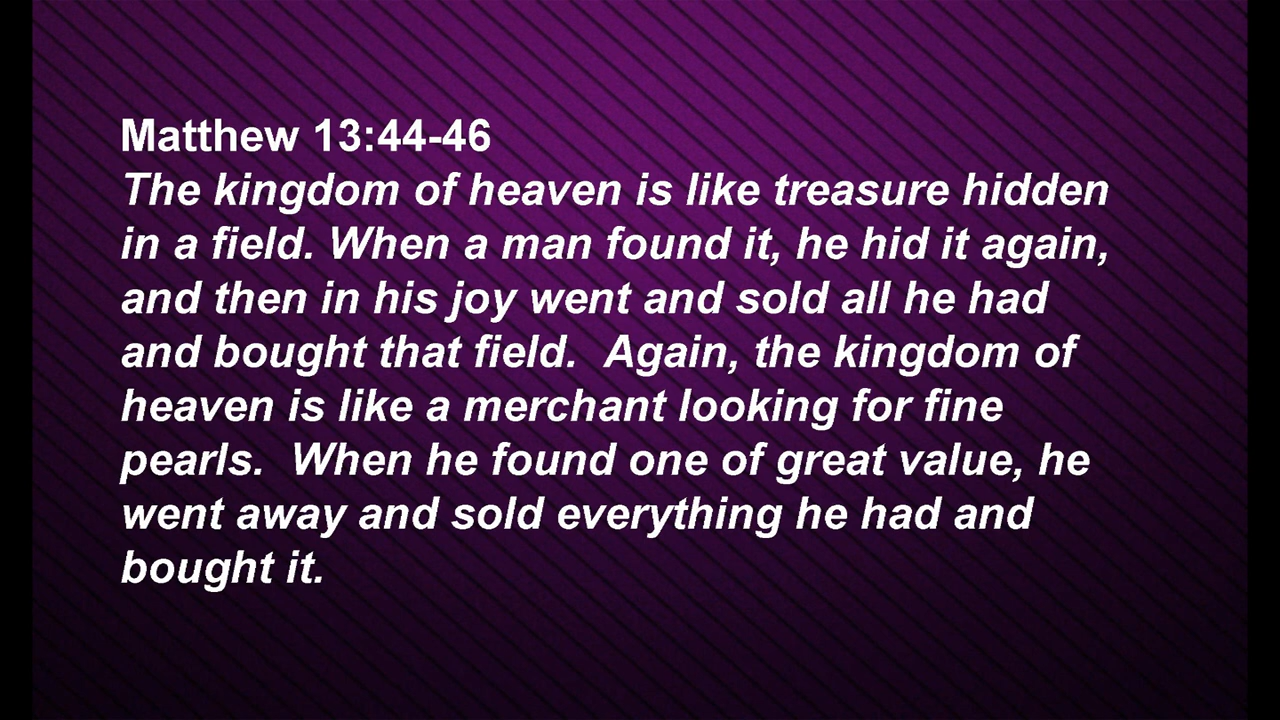 Matthew 13:44-46
The kingdom of heaven is like treasure hidden
in a field. When a man found it, he hid it again,
and then in his joy went and sold all he had
and bought that field.  Again, the kingdom of
heaven is like a merchant looking for fine
pearls.  When he found one of great value, he
went away and sold everything he had and
bought it.